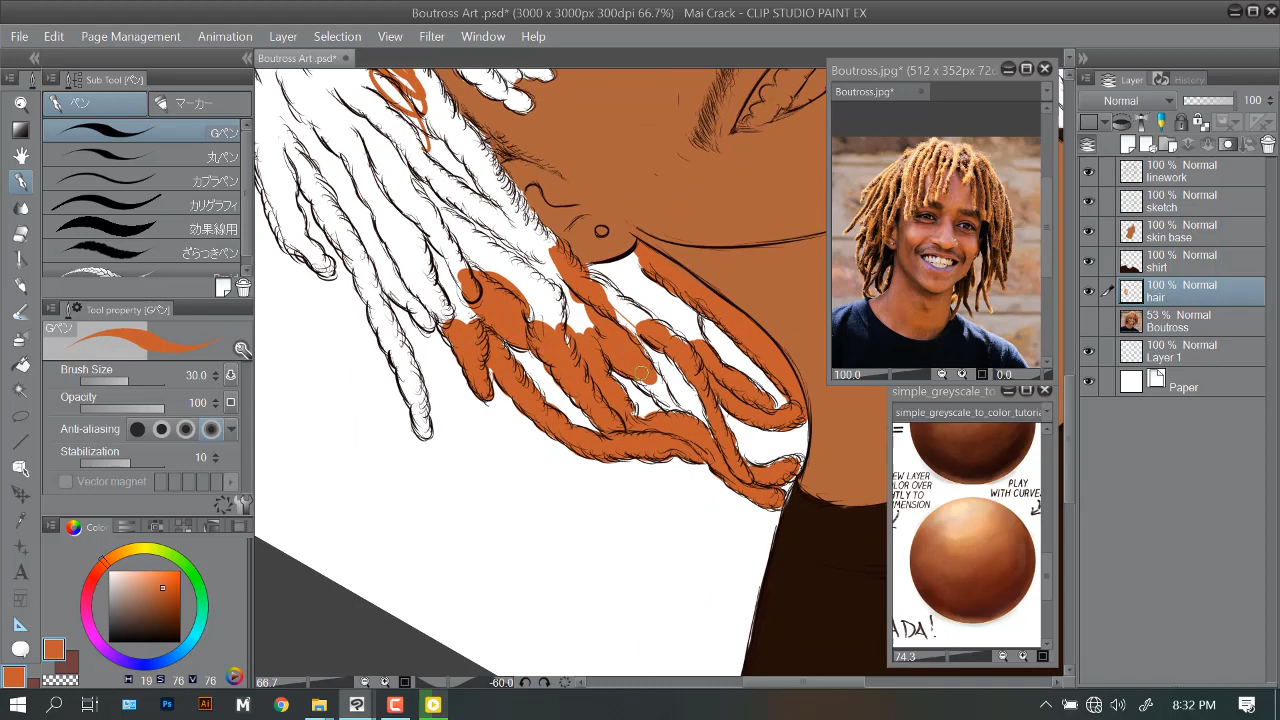 Boutross Art .psd* (3000 x 3000px 300dpi 66.7%)  Mai Crack - CLIP STUDIO PAINT EX
File Edit Page Management Animation Layer Selection View Filter Window Help
Boutross Art .psd*
Sub Tool [ペン]
ペン マーカー
Gペン
丸ペン
カブラペン
カリグラフィ
効果線用
ざらつきペン
Tool property [Gペン]
Gペン
Brush Size 30.0
Opacity 100
Anti-aliasing
Stabilization 10
Vector magnet
Color
H 19 S 76 V 76
66.7 -60.0
Boutross.jpg* (512 x 352px 72
Boutross.jpg*
100.0 0.0
simple_greyscale_to_
simple_greyscale_to_color_tutoria
PLAY
WITH CURVE
ADA!
74.3
Layer History
Normal 100
100 % Normal
linework
100 % Normal
sketch
100 % Normal
skin base
100 % Normal
shirt
100 % Normal
hair
53 % Normal
Boutross
100 % Normal
Layer 1
Paper
8:32 PM